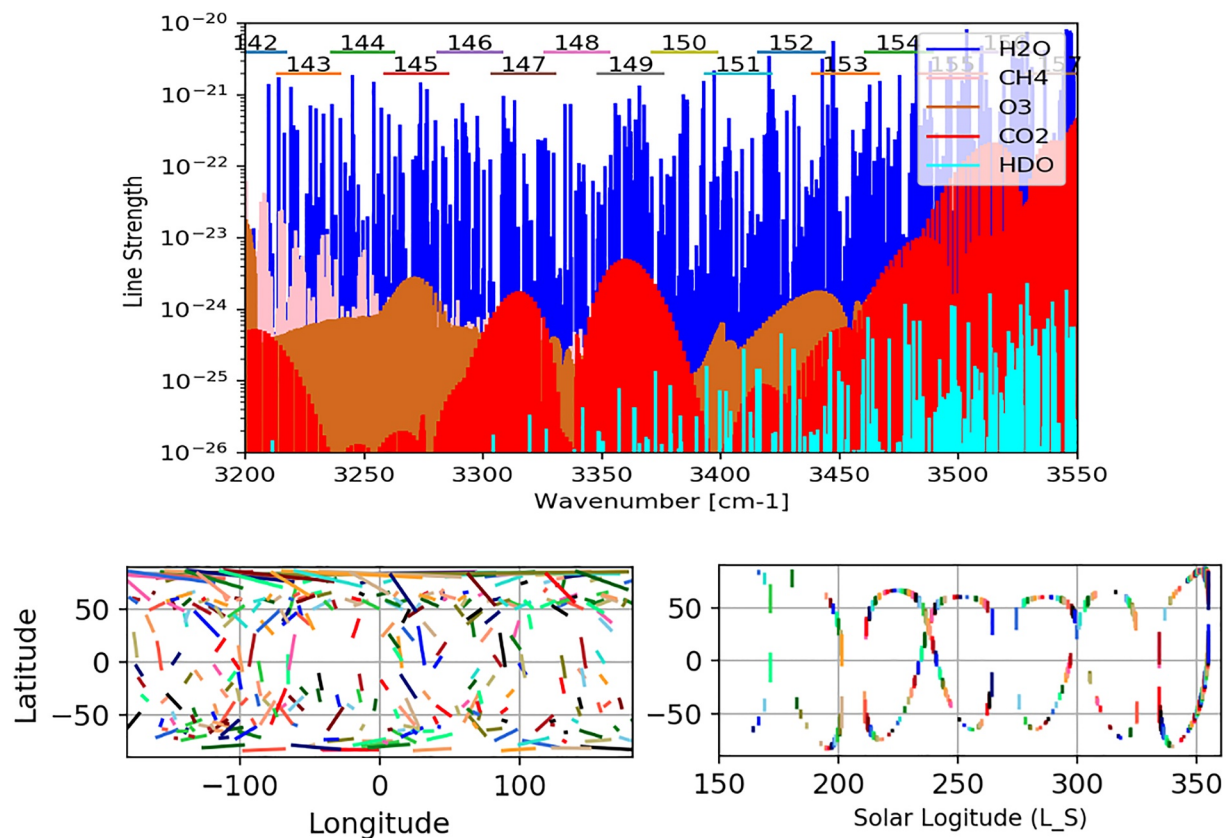 10⁻²⁰
10⁻²¹
10⁻²²
10⁻²³
10⁻²⁴
10⁻²⁵
10⁻²⁶
Line Strength
142 144 146 148 150 152 154 156
143 145 147 149 151 153 155 157
H2O
CH4
O3
CO2
HDO
3200 3250 3300 3350 3400 3450 3500 3550
Wavenumber [cm-1]
50
0
−50
Latitude
−100 0 100
Longitude
50
0
−50
150 200 250 300 350
Solar Logitude (L_S)